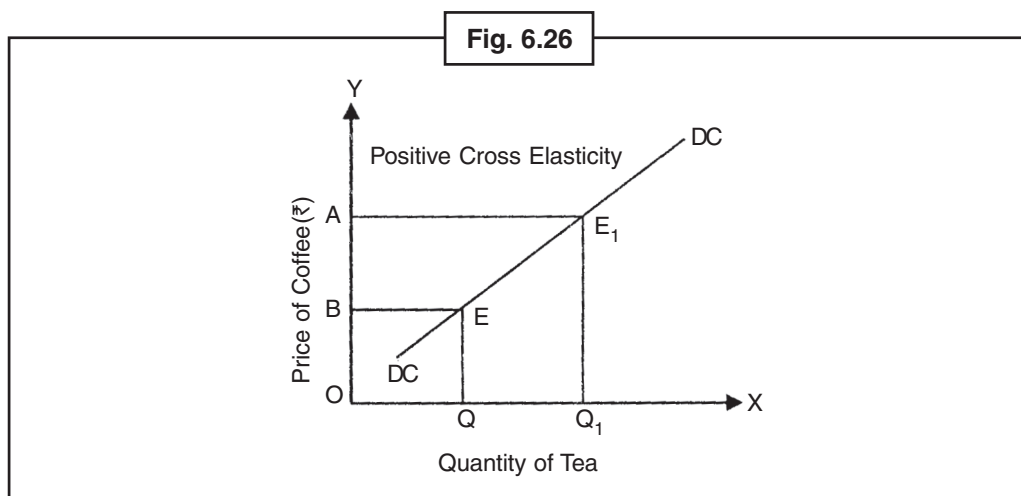 Fig. 6.26
Y
DC
Positive Cross Elasticity
A
E₁
Price of Coffee(₹)
B
E
DC
O
Q
Q₁
X
Quantity of Tea